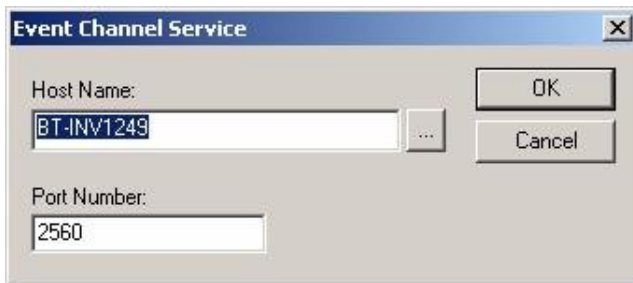 Event Channel Service
Host Name:
BT-INV1249
...
OK
Cancel
Port Number:
2560